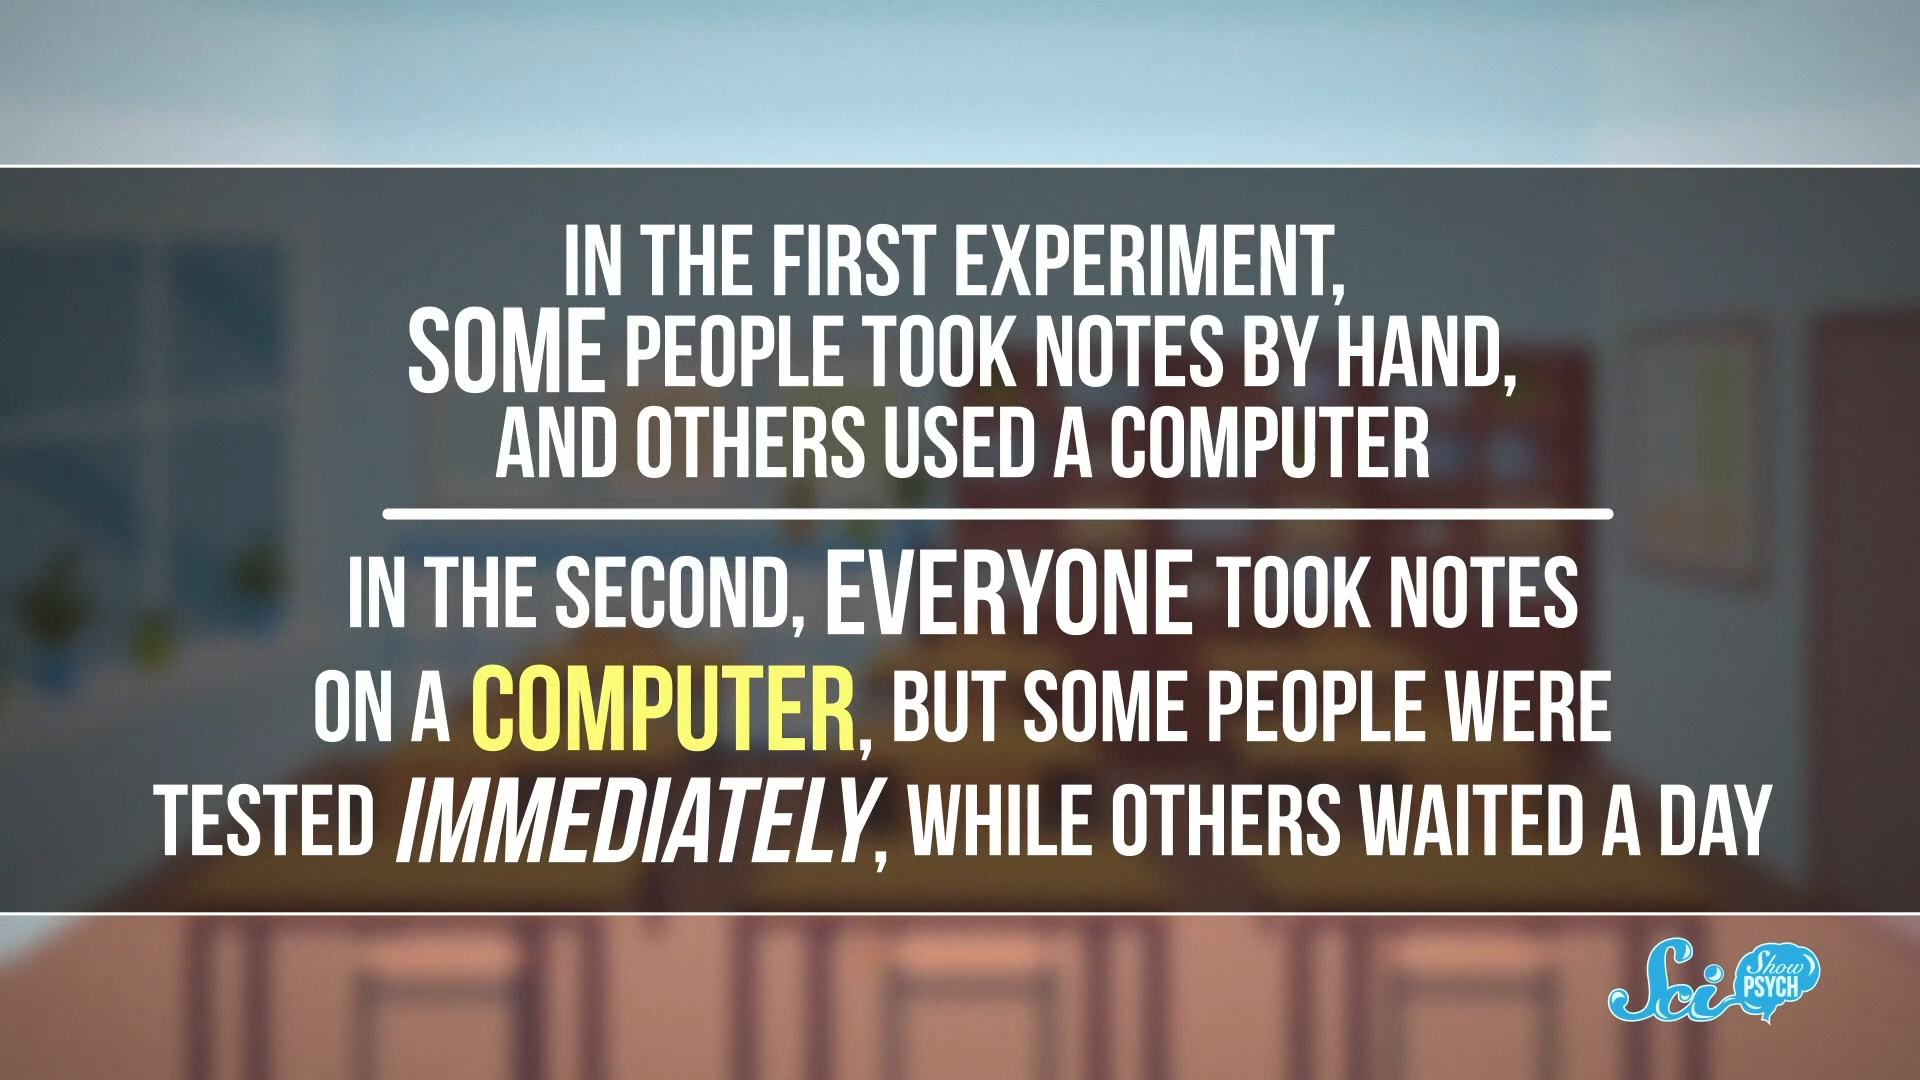 IN THE FIRST EXPERIMENT,
SOME PEOPLE TOOK NOTES BY HAND,
AND OTHERS USED A COMPUTER
IN THE SECOND, EVERYONE TOOK NOTES
ON A COMPUTER, BUT SOME PEOPLE WERE
TESTED IMMEDIATELY, WHILE OTHERS WAITED A DAY
Sci Show
PSYCH